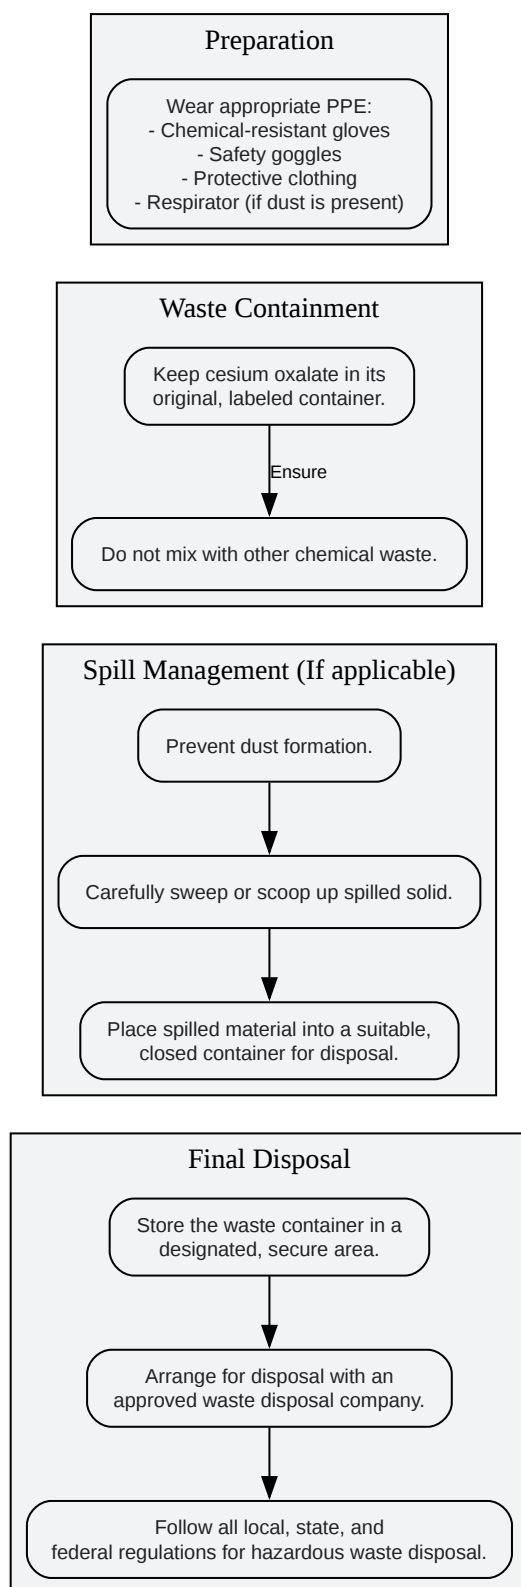 Preparation
Wear appropriate PPE:
- Chemical-resistant gloves
- Safety goggles
- Protective clothing
- Respirator (if dust is present)
Waste Containment
Keep cesium oxalate in its
original, labeled container.
Ensure
Do not mix with other chemical waste.
Spill Management (If applicable)
Prevent dust formation.
Carefully sweep or scoop up spilled solid.
Place spilled material into a suitable,
closed container for disposal.
Final Disposal
Store the waste container in a
designated, secure area.
Arrange for disposal with an
approved waste disposal company.
Follow all local, state, and
federal regulations for hazardous waste disposal.